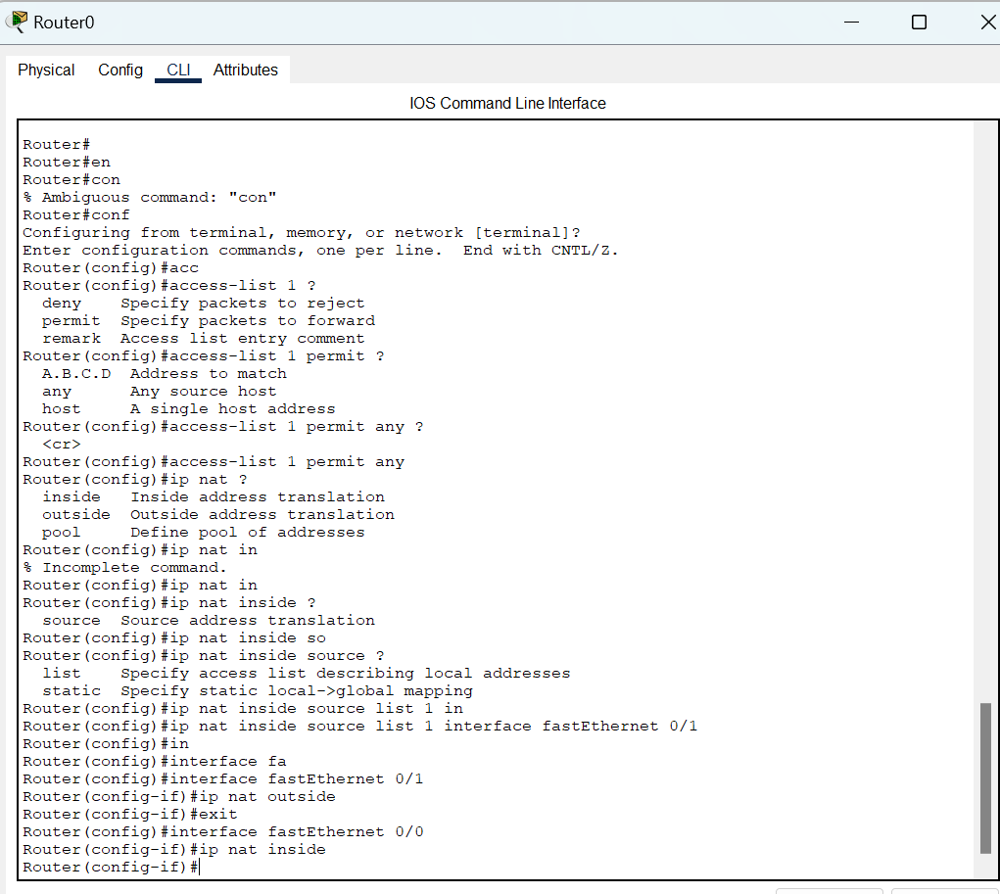 Router0
Physical Config CLI Attributes
IOS Command Line Interface
Router#
Router#en
Router#con
% Ambiguous command: "con"
Router#conf
Configuring from terminal, memory, or network [terminal]?
Enter configuration commands, one per line.  End with CNTL/Z.
Router(config)#acc
Router(config)#access-list 1 ?
  deny    Specify packets to reject
  permit  Specify packets to forward
  remark  Access list entry comment
Router(config)#access-list 1 permit ?
  A.B.C.D  Address to match
  any      Any source host
  host     A single host address
Router(config)#access-list 1 permit any ?
  <cr>
Router(config)#access-list 1 permit any
Router(config)#ip nat ?
  inside   Inside address translation
  outside  Outside address translation
  pool     Define pool of addresses
Router(config)#ip nat in
% Incomplete command.
Router(config)#ip nat in
Router(config)#ip nat inside ?
  source  Source address translation
Router(config)#ip nat inside so
Router(config)#ip nat inside source ?
  list    Specify access list describing local addresses
  static  Specify static local->global mapping
Router(config)#ip nat inside source list 1 in
Router(config)#ip nat inside source list 1 interface fastEthernet 0/1
Router(config)#in
Router(config)#interface fa
Router(config)#interface fastEthernet 0/1
Router(config-if)#ip nat outside
Router(config-if)#exit
Router(config)#interface fastEthernet 0/0
Router(config-if)#ip nat inside
Router(config-if)#